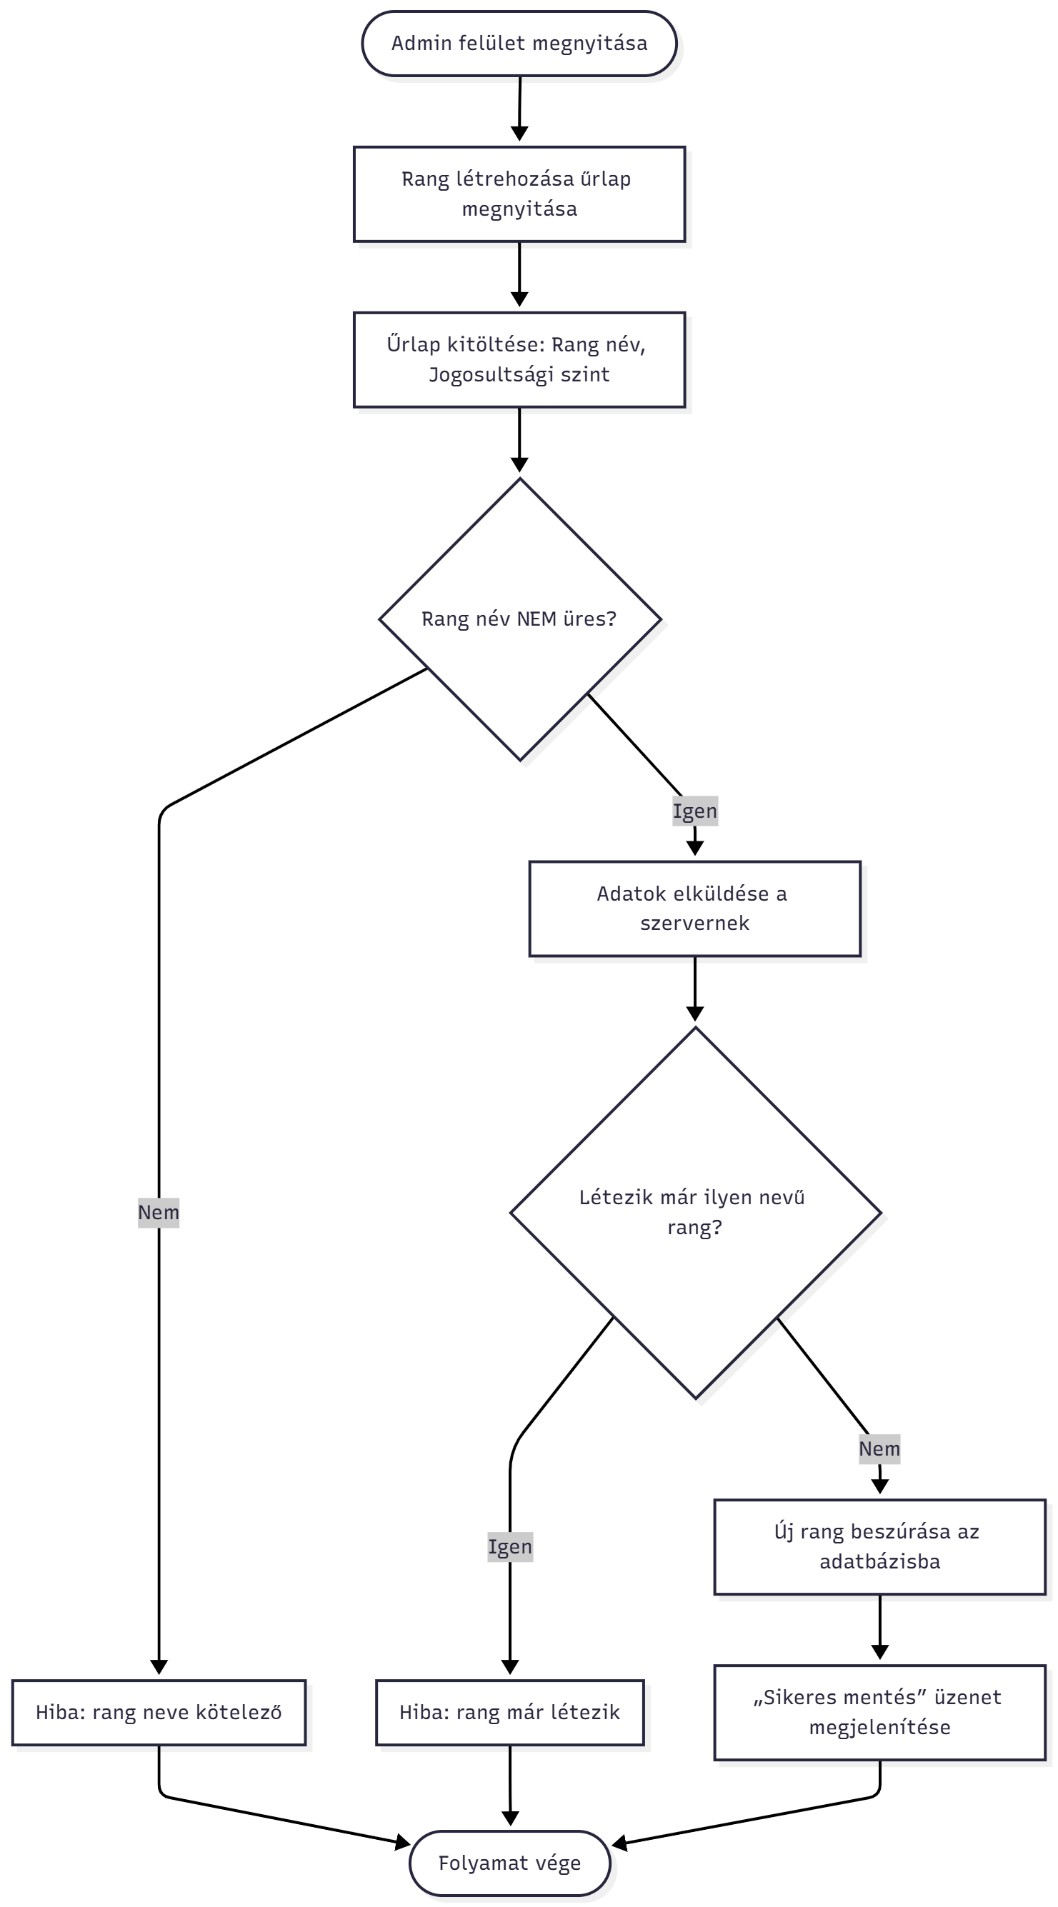 Admin felület megnyitása
Rang létrehozása űrlap
megnyitása
Űrlap kitöltése: Rang név,
Jogosultsági szint
Rang név NEM üres?
Igen
Adatok elküldése a
szervernek
Létezik már ilyen nevű
rang?
Nem
Nem
Igen
Új rang beszúrása az
adatbázisba
Hiba: rang neve kötelező
Hiba: rang már létezik
„Sikeres mentés” üzenet
megjelenítése
Folyamat vége